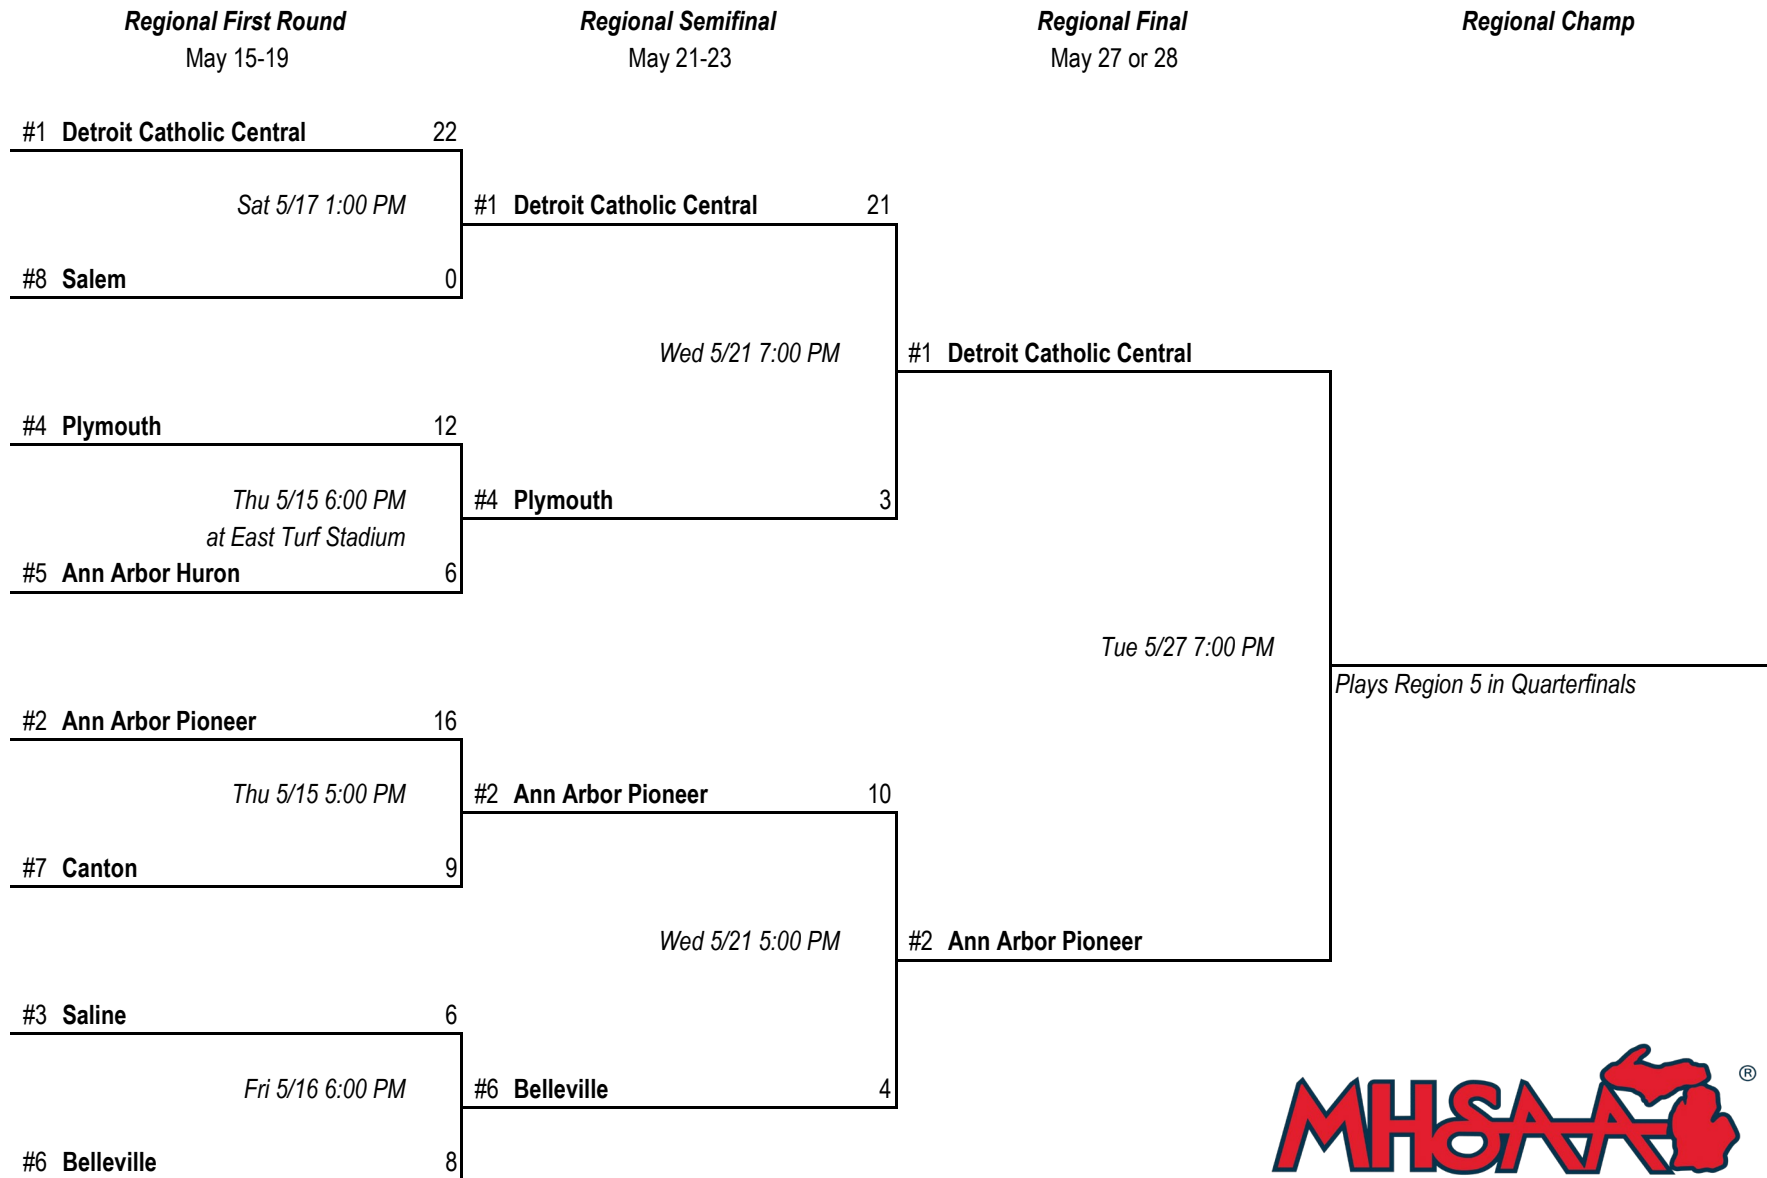 Regional First Round Regional Semifinal Regional Final Regional Champ
May 15-19 May 21-23 May 27 or 28
#1 Detroit Catholic Central 22
Sat 5/17 1:00 PM #1 Detroit Catholic Central 21
#8 Salem 0
Wed 5/21 7:00 PM #1 Detroit Catholic Central
#4 Plymouth 12
Thu 5/15 6:00 PM #4 Plymouth 3
at East Turf Stadium
#5 Ann Arbor Huron 6
Tue 5/27 7:00 PM
Plays Region 5 in Quarterfinals
#2 Ann Arbor Pioneer 16
Thu 5/15 5:00 PM #2 Ann Arbor Pioneer 10
#7 Canton 9
Wed 5/21 5:00 PM #2 Ann Arbor Pioneer
#3 Saline 6
Fri 5/16 6:00 PM #6 Belleville 4
#6 Belleville 8
MHSAA ®